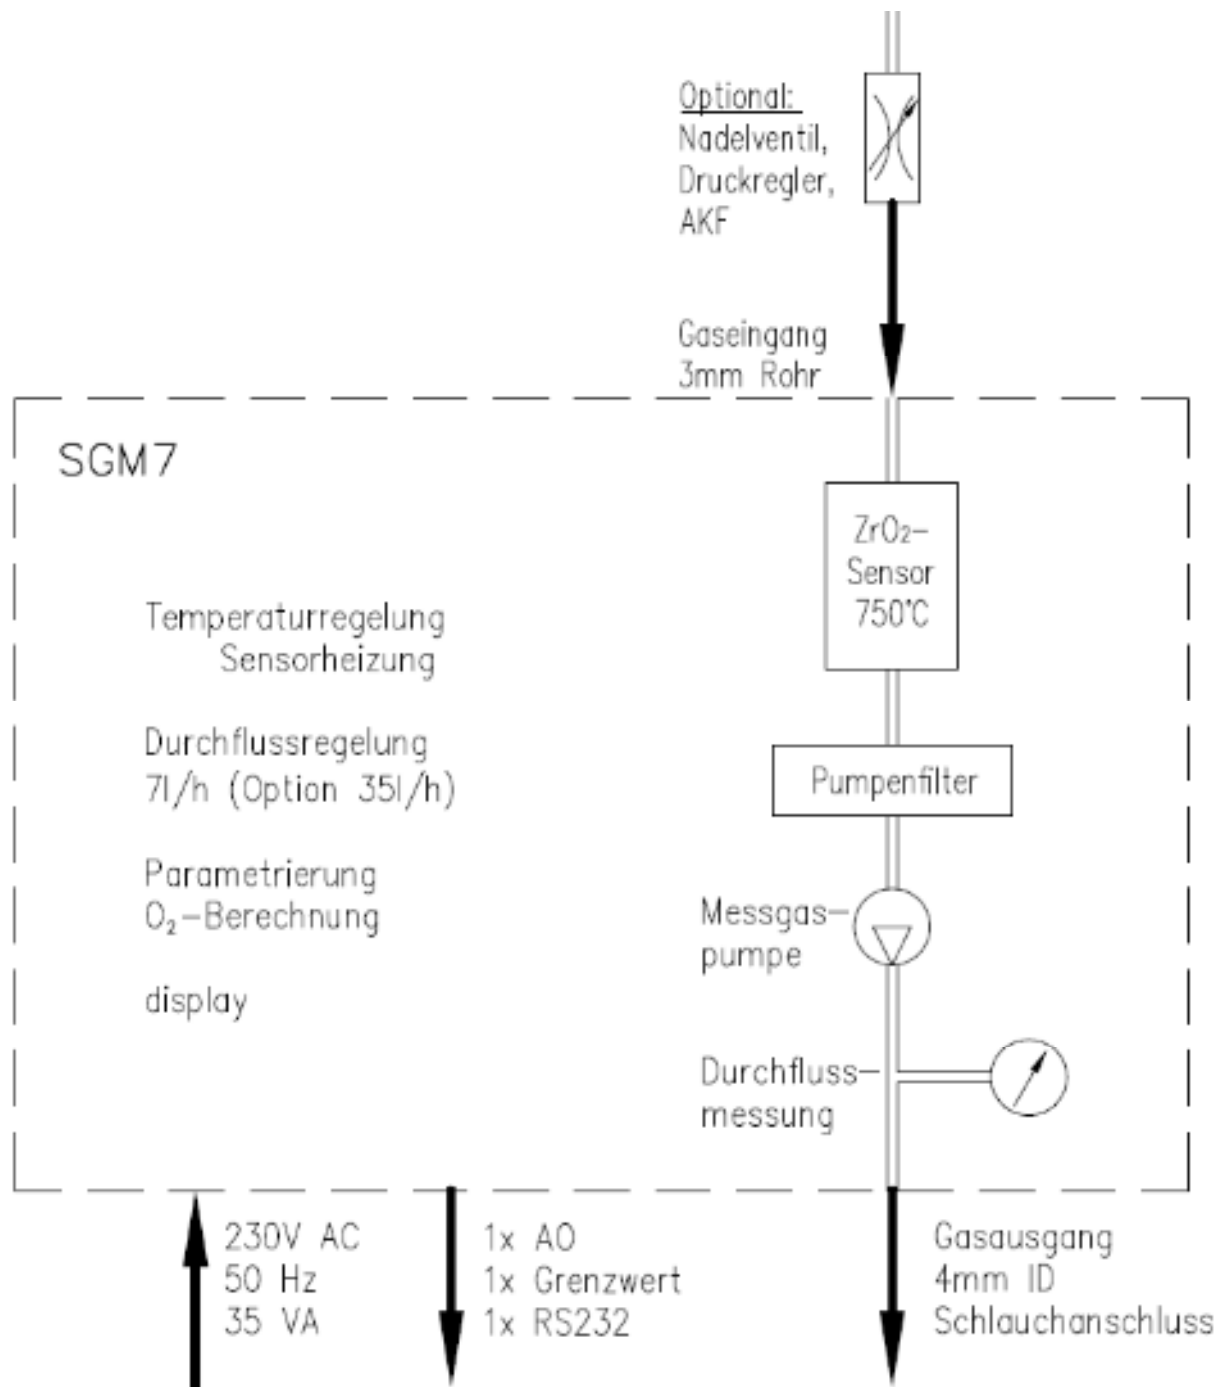 Optional:
Nadelventil,
Druckregler,
AKF
Gaseingang
3mm Rohr
SGM7
ZrO₂-
Sensor
750°C
Temperaturregelung
Sensorheizung
Durchflussregelung
7l/h (Option 35l/h)
Pumpenfilter
Parametrierung
O₂-Berechnung
Messgas-
pumpe
display
Durchfluss-
messung
230V AC
50 Hz
35 VA
1x AO
1x Grenzwert
1x RS232
Gasausgang
4mm ID
Schlauchanschluss